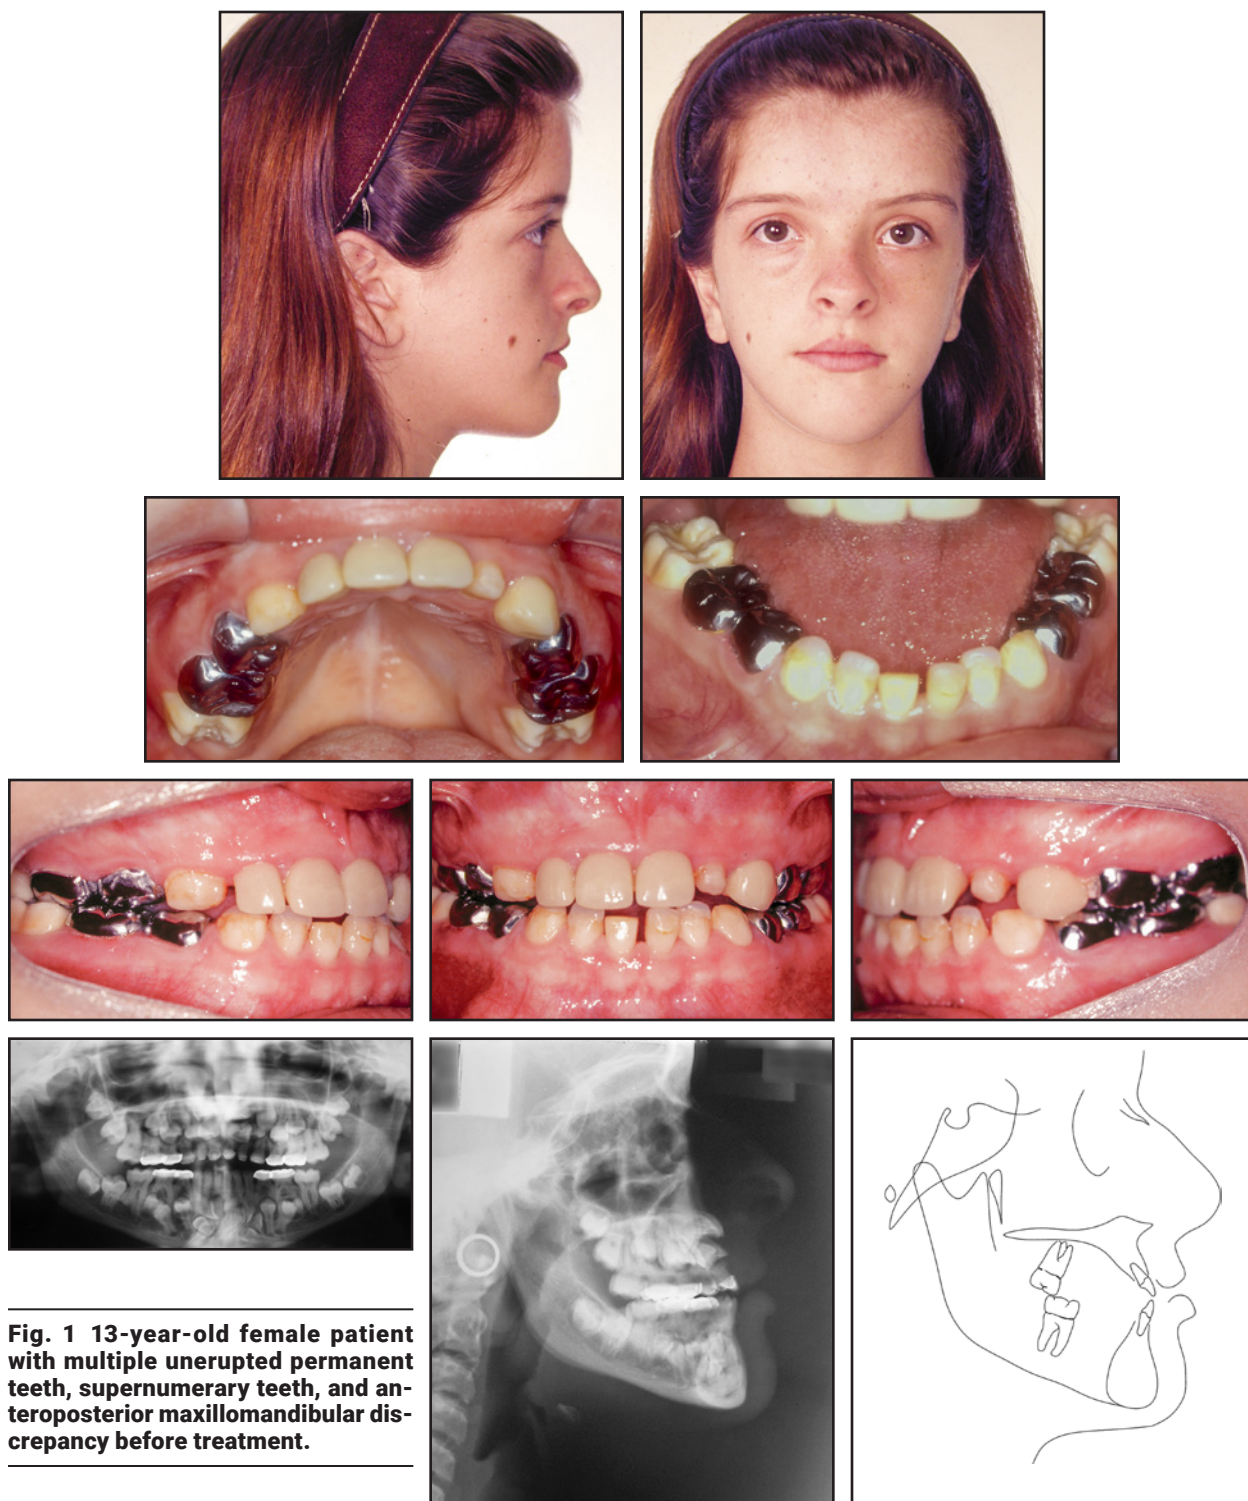 Fig. 1 13-year-old female patient
with multiple unerupted permanent
teeth, supernumerary teeth, and an-
teroposterior maxillomandibular dis-
crepancy before treatment.